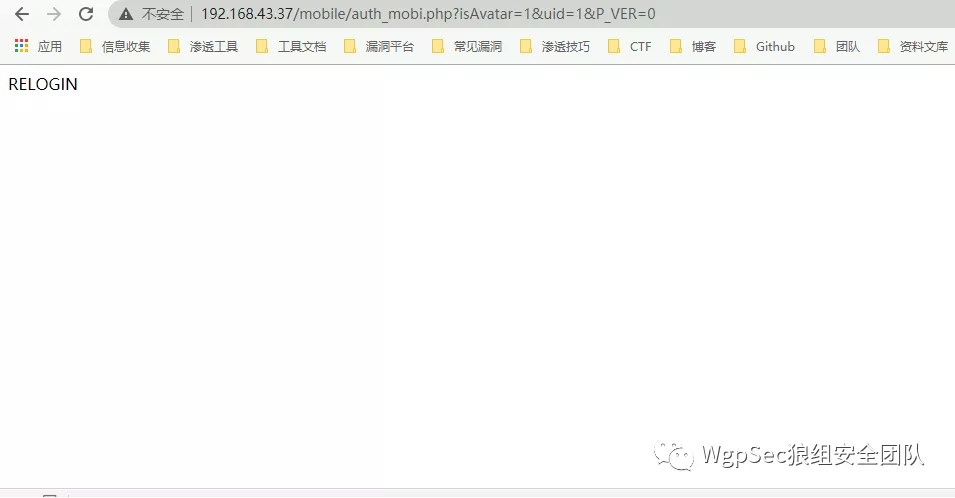 不安全 192.168.43.37/mobile/auth_mobi.php?isAvatar=1&uid=1&P_VER=0
应用 信息收集 渗透工具 工具文档 漏洞平台 常见漏洞 渗透技巧 CTF 博客 Github 团队 资料文库
RELOGIN
WgpSec狼组安全团队